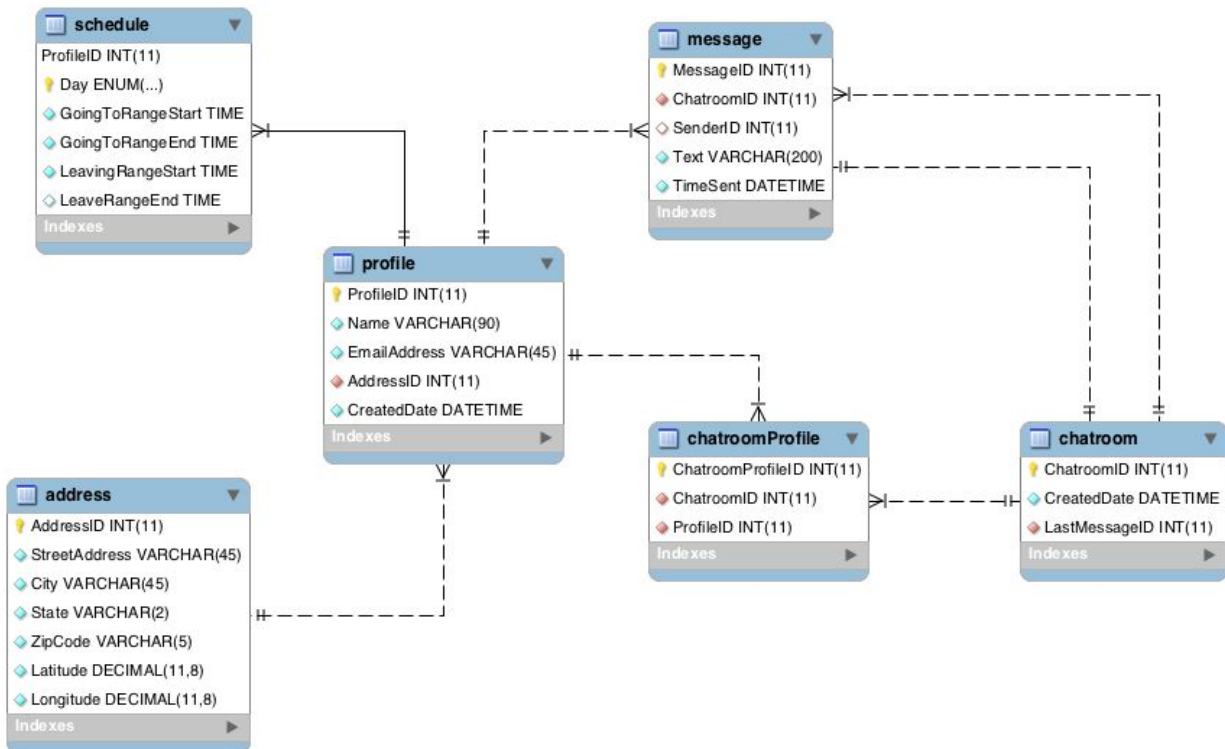 schedule
ProfileID INT(11)
Day ENUM(...)
GoingToRangeStart TIME
GoingToRangeEnd TIME
LeavingRangeStart TIME
LeaveRangeEnd TIME
Indexes
message
MessageID INT(11)
ChatroomID INT(11)
SenderID INT(11)
Text VARCHAR(200)
TimeSent DATETIME
Indexes
profile
ProfileID INT(11)
Name VARCHAR(90)
EmailAddress VARCHAR(45)
AddressID INT(11)
CreatedDate DATETIME
Indexes
chatroomProfile
ChatroomProfileID INT(11)
ChatroomID INT(11)
ProfileID INT(11)
Indexes
chatroom
ChatroomID INT(11)
CreatedDate DATETIME
LastMessageID INT(11)
Indexes
address
AddressID INT(11)
StreetAddress VARCHAR(45)
City VARCHAR(45)
State VARCHAR(2)
ZipCode VARCHAR(5)
Latitude DECIMAL(11,8)
Longitude DECIMAL(11,8)
Indexes